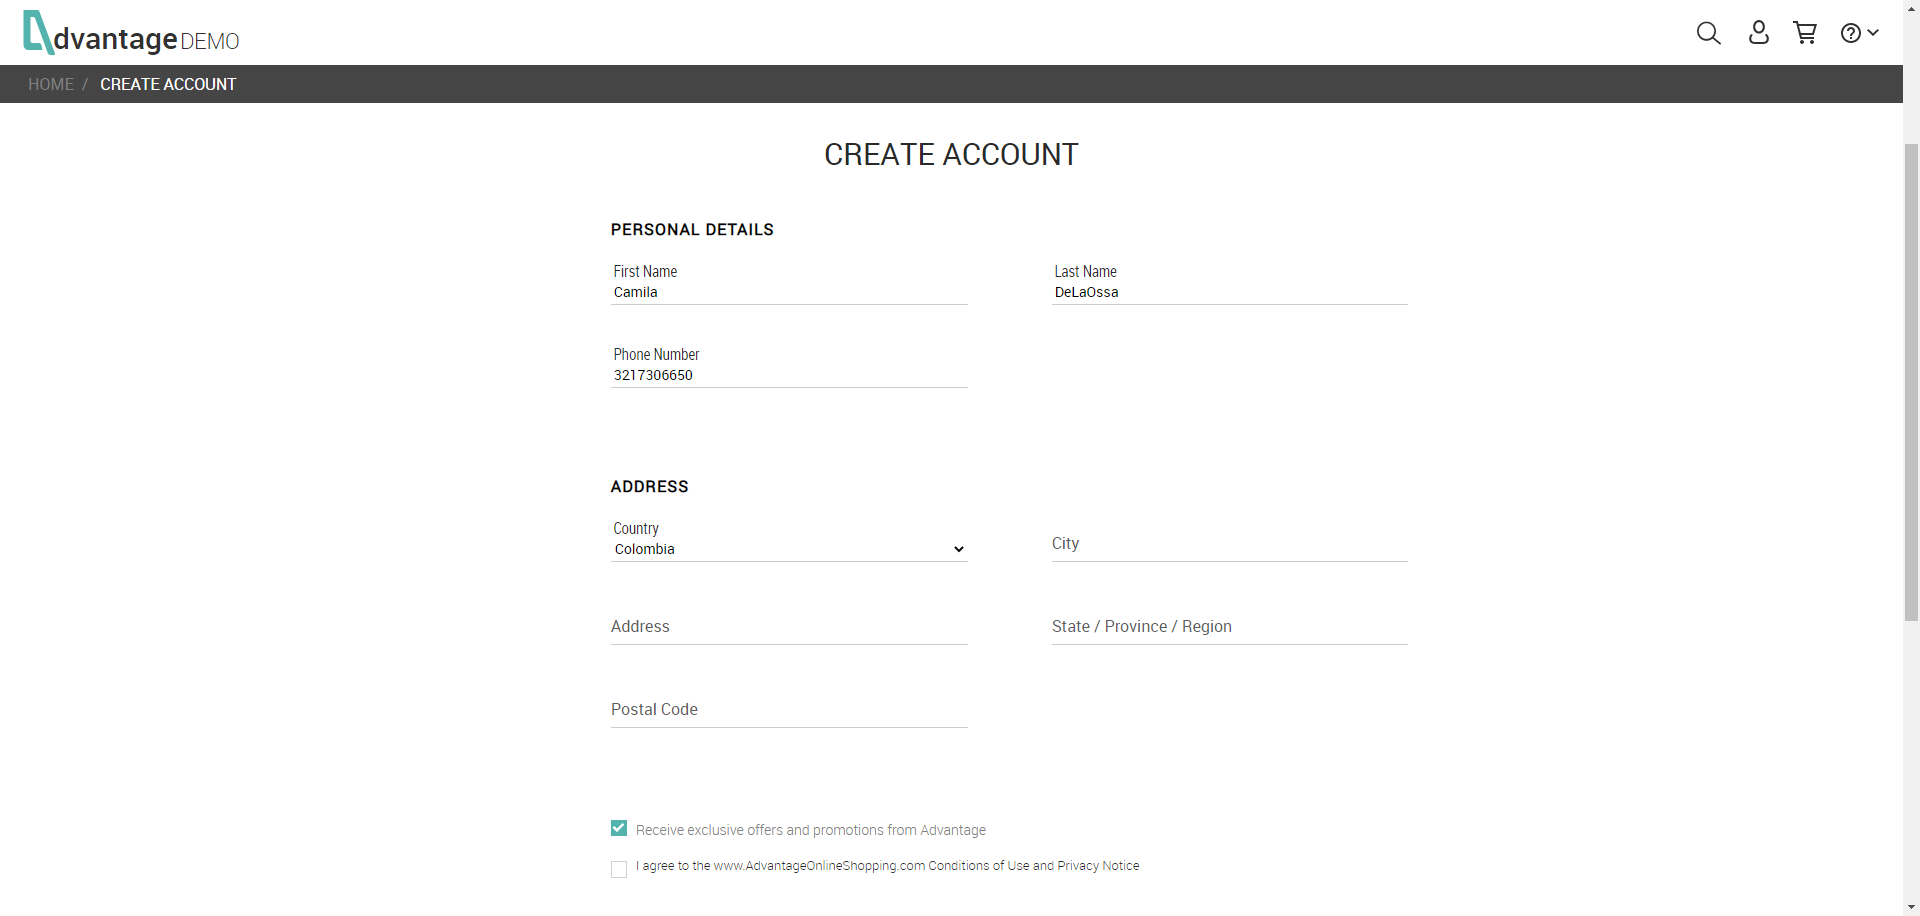 dvantage DEMO
HOME / CREATE ACCOUNT
CREATE ACCOUNT
PERSONAL DETAILS
First Name
Camila
Last Name
DeLaOssa
Phone Number
3217306650
ADDRESS
Country
Colombia
City
Address
State / Province / Region
Postal Code
Receive exclusive offers and promotions from Advantage
I agree to the www.AdvantageOnlineShopping.com Conditions of Use and Privacy Notice